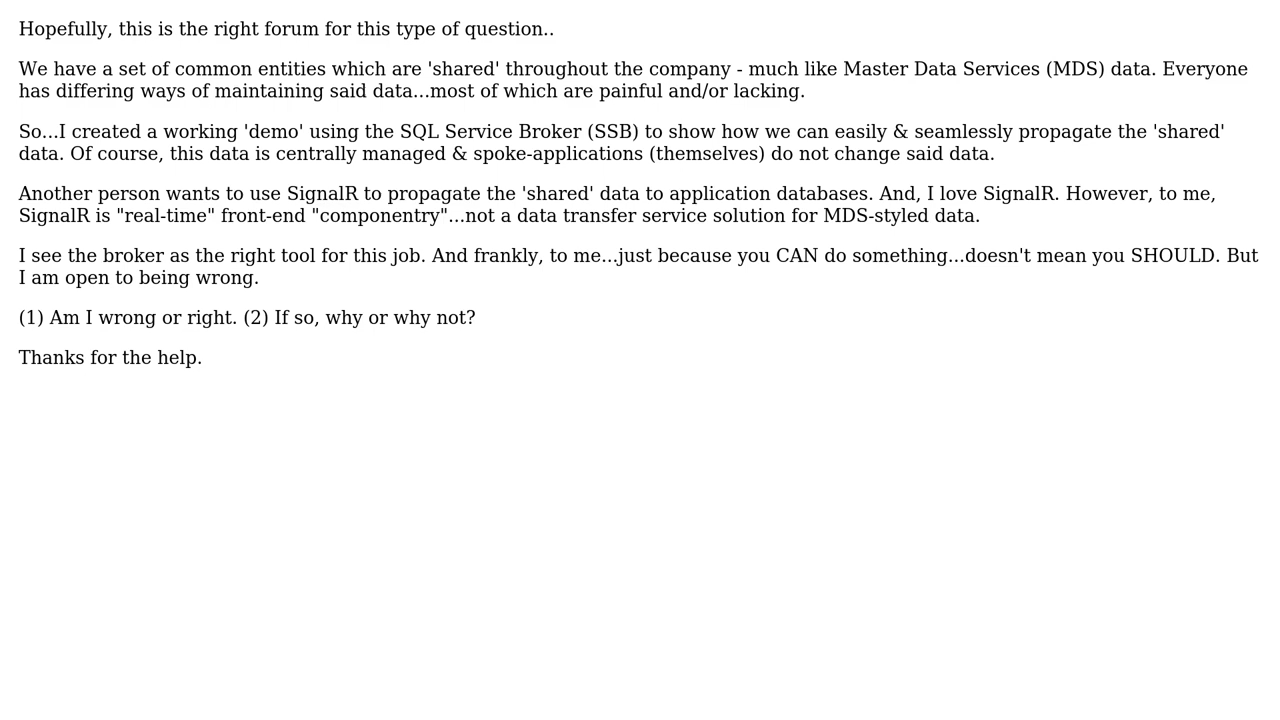 Hopefully, this is the right forum for this type of question..
We have a set of common entities which are 'shared' throughout the company - much like Master Data Services (MDS) data. Everyone
has differing ways of maintaining said data...most of which are painful and/or lacking.
So...I created a working 'demo' using the SQL Service Broker (SSB) to show how we can easily & seamlessly propagate the 'shared'
data. Of course, this data is centrally managed & spoke-applications (themselves) do not change said data.
Another person wants to use SignalR to propagate the 'shared' data to application databases. And, I love SignalR. However, to me,
SignalR is "real-time" front-end "componentry"...not a data transfer service solution for MDS-styled data.
I see the broker as the right tool for this job. And frankly, to me...just because you CAN do something...doesn't mean you SHOULD. But
I am open to being wrong.
(1) Am I wrong or right. (2) If so, why or why not?
Thanks for the help.